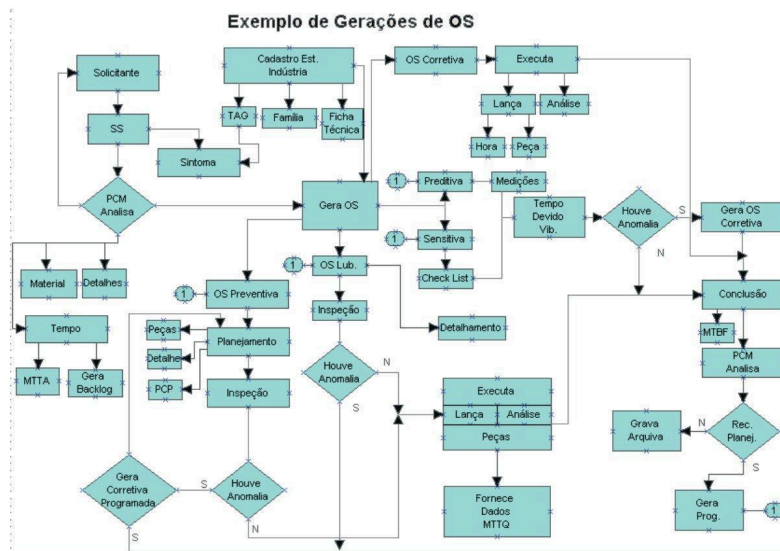 Exemplo de Gerações de OS
Solicitante
SS
Sintoma
PCM
Analisa
Material
Detalhes
Tempo
MTTA
Gera
Backlog
Cadastro Est.
Indústria
TAG
Família
Ficha
Técnica
Gera OS
OS Corretiva
Executa
Lança
Análise
Hora
Peça
1
Preditiva
Medições
1
Sensitiva
Check List
Tempo
Devido
Vib.
Houve
Anomalia
S
N
Gera OS
Corretiva
1
OS Lub.
Inspeção
Detalhamento
Houve
Anomalia
N
S
1
OS Preventiva
Peças
Planejamento
Detalhe
PCP
Inspeção
Houve
Anomalia
S
N
Gera
Corretiva
Programada
S
Executa
Lança
Análise
Peças
Fornece
Dados
MTTQ
Conclusão
MTBF
PCM
Analisa
Rec.
Planej.
N
S
Grava
Arquiva
Gera
Prog.
1